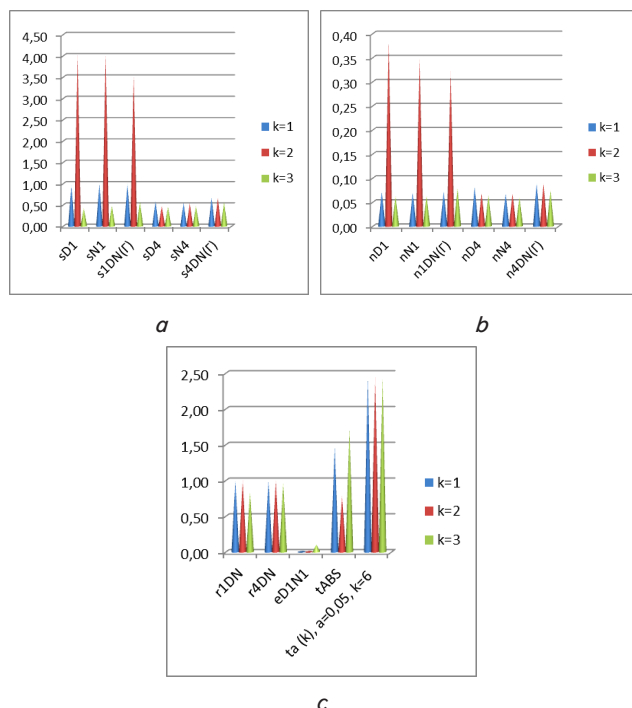 4,50
4,00
3,50
3,00
2,50
2,00
1,50
1,00
0,50
0,00
sD1
sN1
s1DN(Г)
sD4
sN4
s4DN(Г)
k=1
k=2
k=3
a
0,40
0,35
0,30
0,25
0,20
0,15
0,10
0,05
0,00
nD1
nN1
n1DN(Г)
nD4
nN4
n4DN(Г)
k=1
k=2
k=3
b
2,50
2,00
1,50
1,00
0,50
0,00
r1DN
r4DN
eD1N1
tABS
ta (k), a=0,05, k=6
k=1
k=2
k=3
c